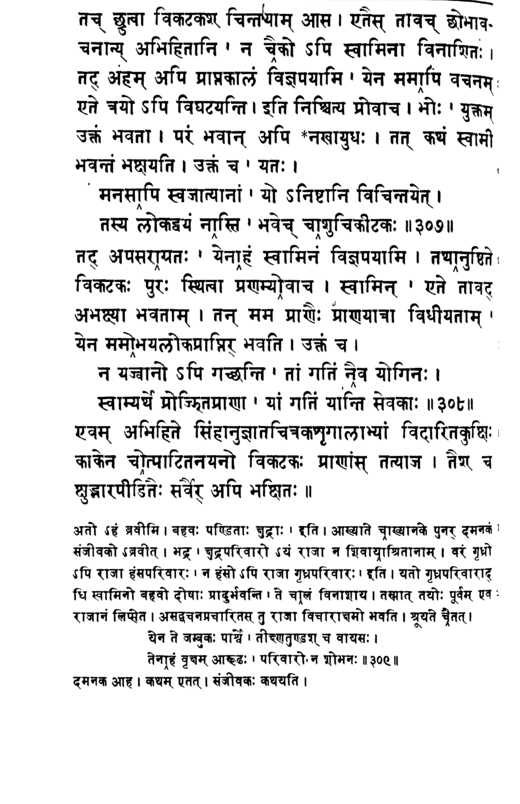 तच् छ्रुत्वा विकटकश् चिन्तयाम् आस । एतैस् तावच् छोभाव-
चनान्य् अभिहितानि ' न चैको ऽपि स्वामिना विनाशितः ।
तद् अहम् अपि प्राप्तकालं विज्ञपयामि ' येन ममापि वचनम्
एते त्रयो ऽपि विघटयन्ति । इति निश्चित्य प्रोवाच । भोः ' युक्तम्
उक्तं भवता । परं भवान् अपि *नखायुधः । तत् कथं स्वामी
भवन्तं भक्षयति । उक्तं च ' यतः ।
मनसापि स्वजात्यानां ' यो ऽनिष्टानि विचिन्तयेत् ।
तस्य लोकद्वयं नास्ति ' भवेच् चाशुचिकीटकः ॥३०७॥
तद् अपसरायतः ' येनाहं स्वामिनं विज्ञपयामि । तथानुष्ठिते
विकटकः पुरः स्थित्वा प्रणम्योवाच । स्वामिन् ' एते तावद्
अभक्ष्या भवताम् । तन् मम प्राणैः प्राणयात्रा विधीयताम् '
येन ममोभयलोकप्राप्तिर् भवति । उक्तं च ।
न यज्वानो ऽपि गच्छन्ति ' तां गतिं नैव योगिनः ।
स्वाम्यर्थे प्रोज्झितप्राणा ' यां गतिं यान्ति सेवकाः ॥३०८॥
एवम् अभिहिते सिंहानुज्ञातचित्रकशृगालाभ्यां विदारितकुक्षिः
काकेन चोत्पाटितनयनो विकटकः प्राणांस् तत्याज । तैश् च
क्षुद्भारपीडितैः सर्वैर् अपि भक्षितः ॥
अतो ऽहं ब्रवीमि । बहवः पण्डिताः क्षुद्राः ' इति । आख्याते चाख्यानके पुनर् दमनकं
संजीवको ऽब्रवीत् । भद्र ' क्षुद्रपरिवारो ऽयं राजा न शिवायाश्रितानाम् । वरं गृध्रो
ऽपि राजा हंसपरिवारः ' न हंसो ऽपि राजा गृध्रपरिवारः ' इति । यतो गृध्रपरिवाराद्
धि स्वामिनो बहवो दोषाः प्रादुर्भवन्ति ' ते चालं विनाशाय । तस्मात् तयोः पूर्वम् एव
राजानं लिप्सेत । असद्वचनप्रचारितस् तु राजा विचाराक्षमो भवति । श्रूयते चैतत् ।
येन ते जम्बुकः पार्श्वे ' तीक्ष्णतुण्डश् च वायसः ।
तेनाहं वृक्षम् आरूढः ' परिवारो न शोभनः ॥३०९॥
दमनक आह । कथम् एतत् । संजीवकः कथयति ।